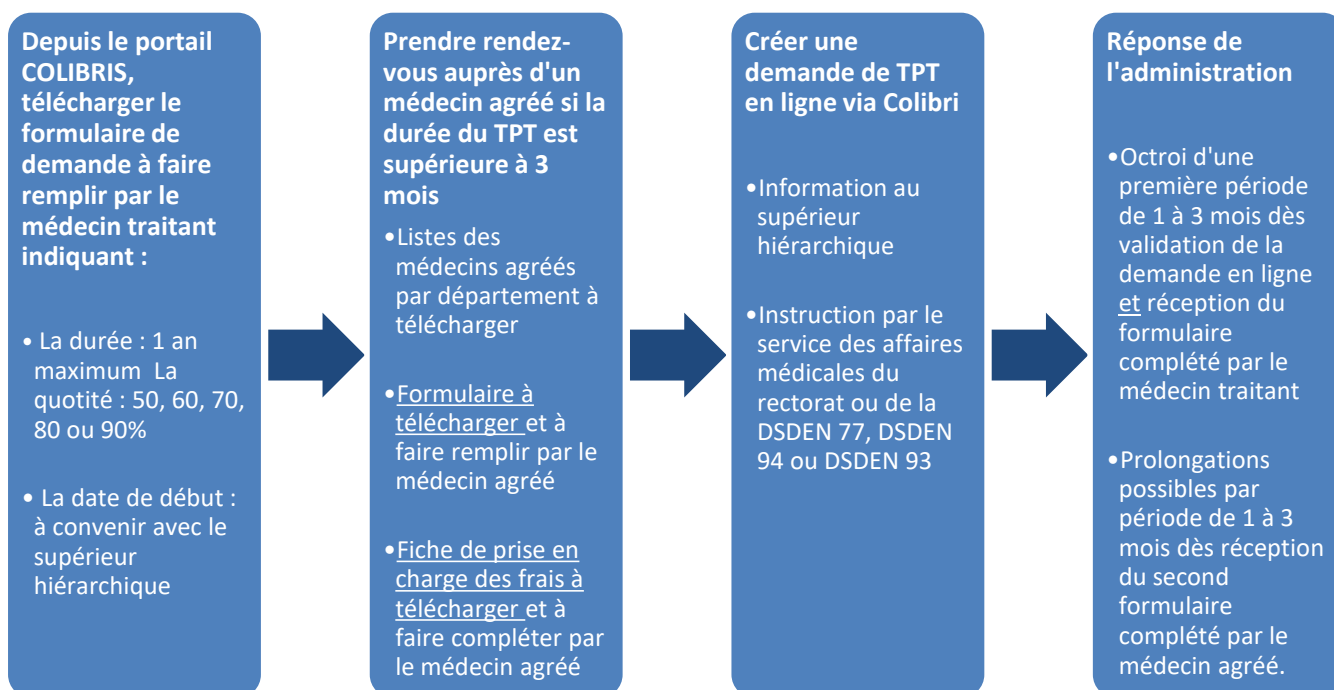 Depuis le portail
COLIBRIS,
télécharger le
formulaire de
demande à faire
remplir par le
médecin traitant
indiquant :
• La durée : 1 an
maximum La
quotité : 50, 60, 70,
80 ou 90%
• La date de début :
à convenir avec le
supérieur
hiérarchique
Prendre rendez-
vous auprès d'un
médecin agréé si la
durée du TPT est
supérieure à 3
mois
•Listes des
médecins agréés
par département à
télécharger
•Formulaire à
télécharger et à
faire remplir par le
médecin agréé
•Fiche de prise en
charge des frais à
télécharger et à
faire compléter par
le médecin agréé
Créer une
demande de TPT
en ligne via Colibri
•Information au
supérieur
hiérarchique
•Instruction par le
service des affaires
médicales du
rectorat ou de la
DSDEN 77, DSDEN
94 ou DSDEN 93
Réponse de
l'administration
•Octroi d'une
première période
de 1 à 3 mois dès
validation de la
demande en ligne
et réception du
formulaire
complété par le
médecin traitant
•Prolongations
possibles par
période de 1 à 3
mois dès réception
du second
formulaire
complété par le
médecin agréé.